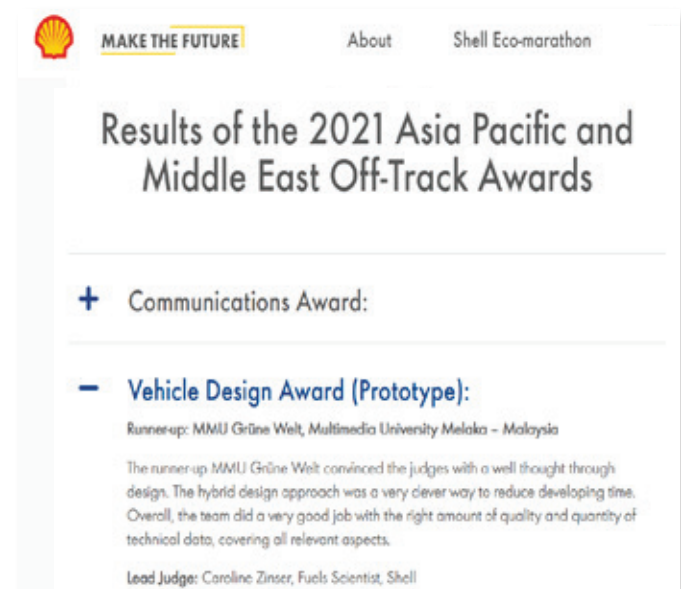 MAKE THE FUTURE About Shell Eco-marathon
Results of the 2021 Asia Pacific and
Middle East Off-Track Awards
+ Communications Award:
– Vehicle Design Award (Prototype):
Runner-up: MMU Grüne Welt, Multimedia University Melaka – Malaysia
The runner-up MMU Grüne Welt convinced the judges with a well thought through
design. The hybrid design approach was a very clever way to reduce developing time.
Overall, the team did a very good job with the right amount of quality and quantity of
technical data, covering all relevant aspects.
Lead Judge: Caroline Zinser, Fuels Scientist, Shell